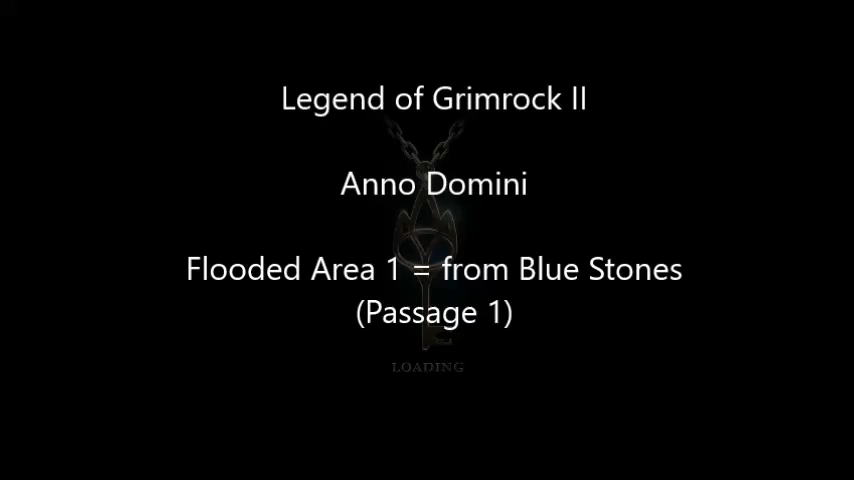 Legend of Grimrock II
Anno Domini
Flooded Area 1 = from Blue Stones
(Passage 1)
LOADING